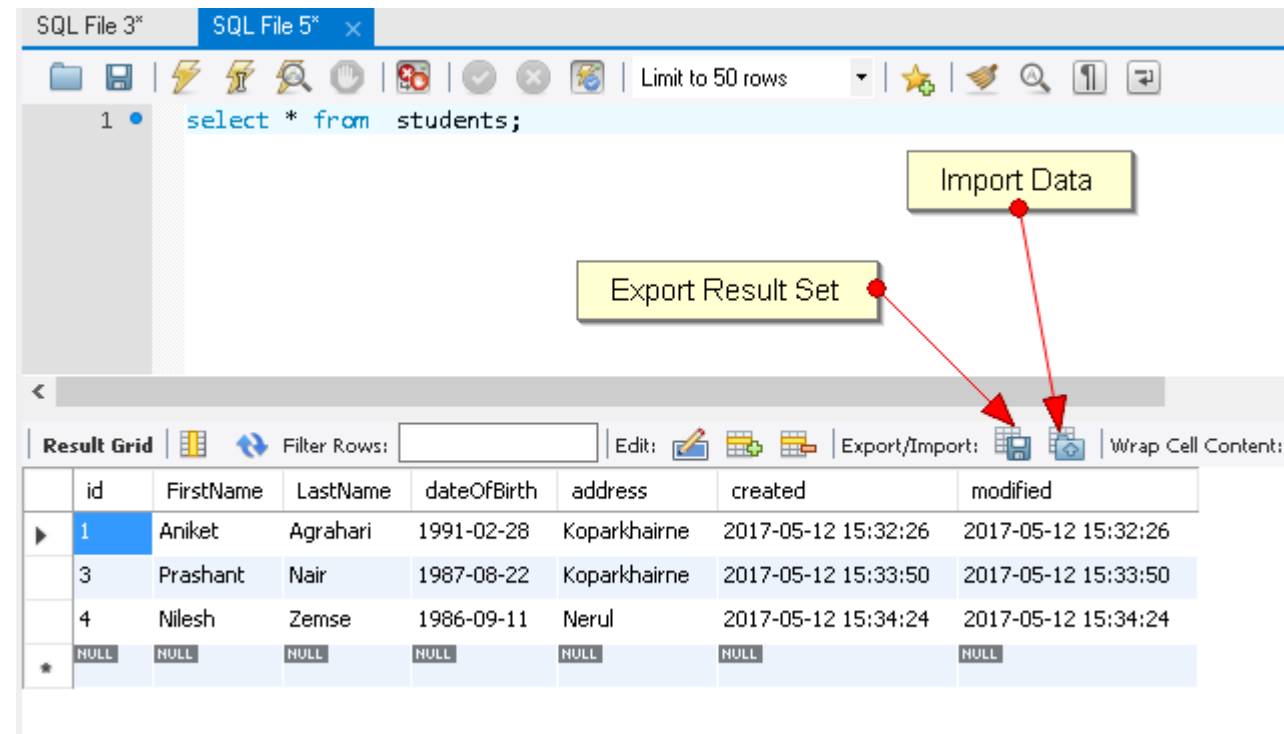 SQL File 3* SQL File 5*
Limit to 50 rows
1 select * from students;
Import Data
Export Result Set
Result Grid Filter Rows: Edit: Export/Import: Wrap Cell Content:
id FirstName LastName dateOfBirth address created modified
1 Aniket Agrahari 1991-02-28 Koparkhairne 2017-05-12 15:32:26 2017-05-12 15:32:26
3 Prashant Nair 1987-08-22 Koparkhairne 2017-05-12 15:33:50 2017-05-12 15:33:50
4 Nilesh Zemse 1986-09-11 Nerul 2017-05-12 15:34:24 2017-05-12 15:34:24
NULL NULL NULL NULL NULL NULL NULL